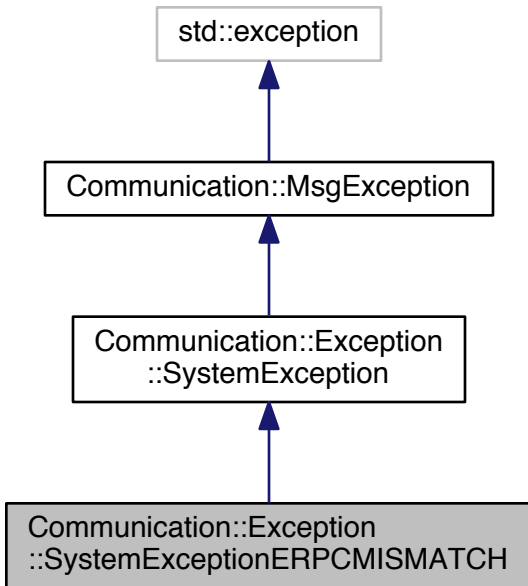 std::exception
Communication::MsgException
Communication::Exception
::SystemException
Communication::Exception
::SystemExceptionERPCMISMATCH